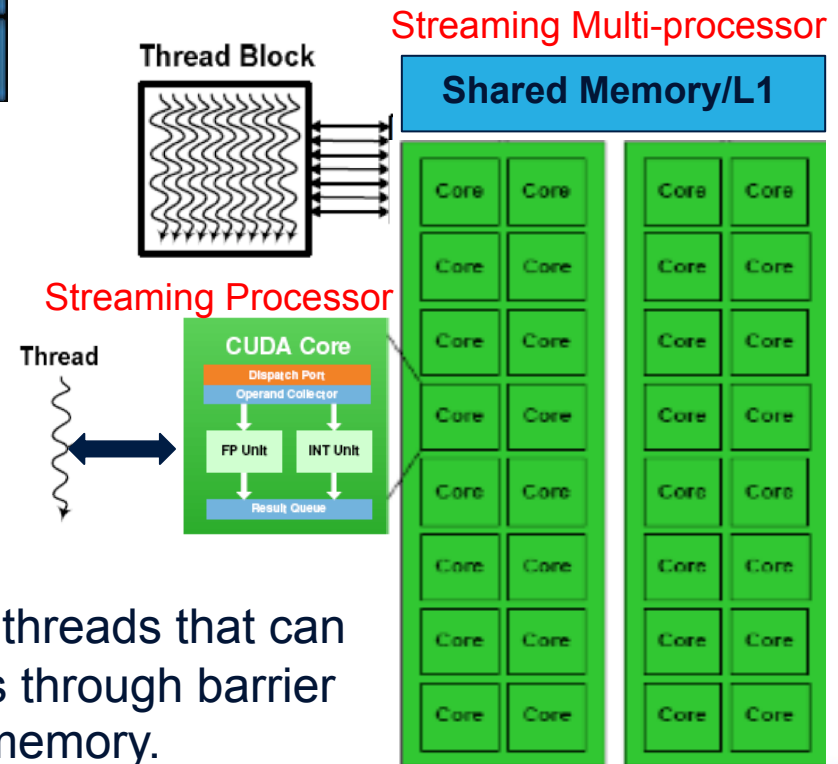 Streaming Multi-processor
Thread Block
Shared Memory/L1
Core Core Core Core
Core Core Core Core
Streaming Processor
Core Core Core Core
CUDA Core
Thread
Dispatch Port
Operand Collector
Core Core Core Core
FP Unit INT Unit
Core Core Core Core
Result Queue
Core Core Core Core
threads that can
Core Core Core Core
s through barrier
Core Core Core Core
memory.